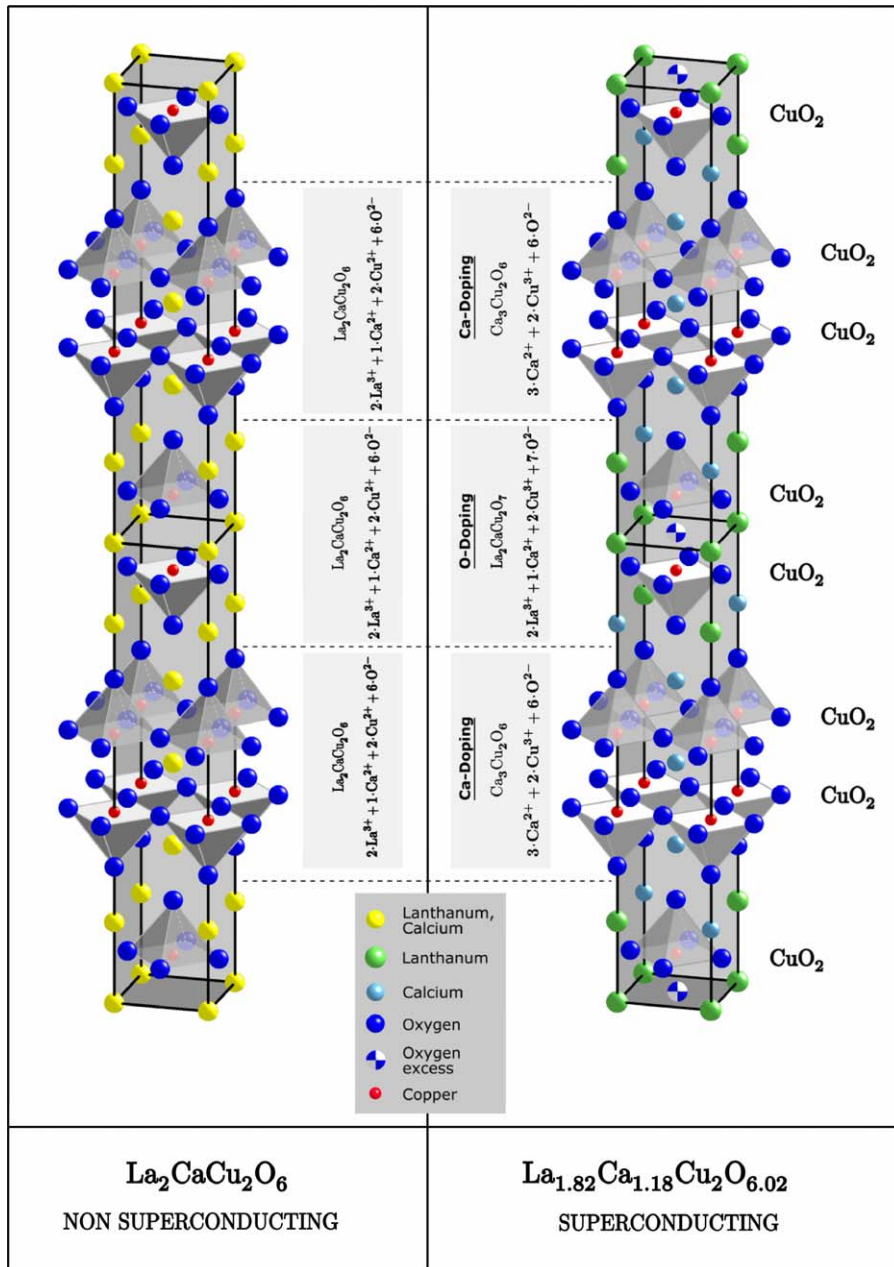 CuO₂
CuO₂
CuO₂
CuO₂
CuO₂
CuO₂
CuO₂
CuO₂
La₂CaCu₂O₆
2·La³⁺ + 1·Ca²⁺ + 2·Cu²⁺ + 6·O²⁻
Ca-Doping
Ca₃Cu₂O₆
3·Ca²⁺ + 2·Cu³⁺ + 6·O²⁻
La₂CaCu₂O₆
2·La³⁺ + 1·Ca²⁺ + 2·Cu²⁺ + 6·O²⁻
O-Doping
La₂CaCu₂O₇
2·La³⁺ + 1·Ca²⁺ + 2·Cu³⁺ + 7·O²⁻
La₂CaCu₂O₆
2·La³⁺ + 1·Ca²⁺ + 2·Cu²⁺ + 6·O²⁻
Ca-Doping
Ca₃Cu₂O₆
3·Ca²⁺ + 2·Cu³⁺ + 6·O²⁻
Lanthanum,
Calcium
Lanthanum
Calcium
Oxygen
Oxygen
excess
Copper
La₂CaCu₂O₆
NON SUPERCONDUCTING
La₁.₈₂Ca₁.₁₈Cu₂O₆.₀₂
SUPERCONDUCTING